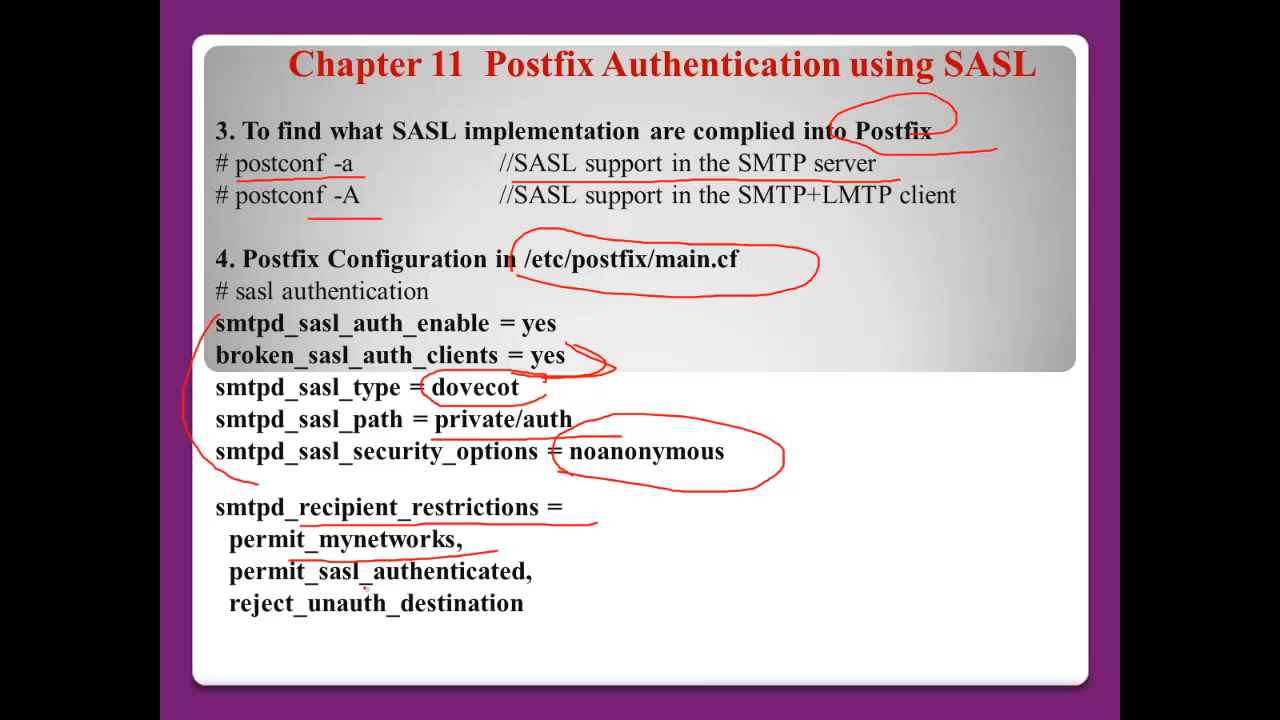 Chapter 11 Postfix Authentication using SASL
3. To find what SASL implementation are complied into Postfix
# postconf -a //SASL support in the SMTP server
# postconf -A //SASL support in the SMTP+LMTP client
4. Postfix Configuration in /etc/postfix/main.cf
# sasl authentication
smtpd_sasl_auth_enable = yes
broken_sasl_auth_clients = yes
smtpd_sasl_type = dovecot
smtpd_sasl_path = private/auth
smtpd_sasl_security_options = noanonymous
smtpd_recipient_restrictions =
permit_mynetworks,
permit_sasl_authenticated,
reject_unauth_destination